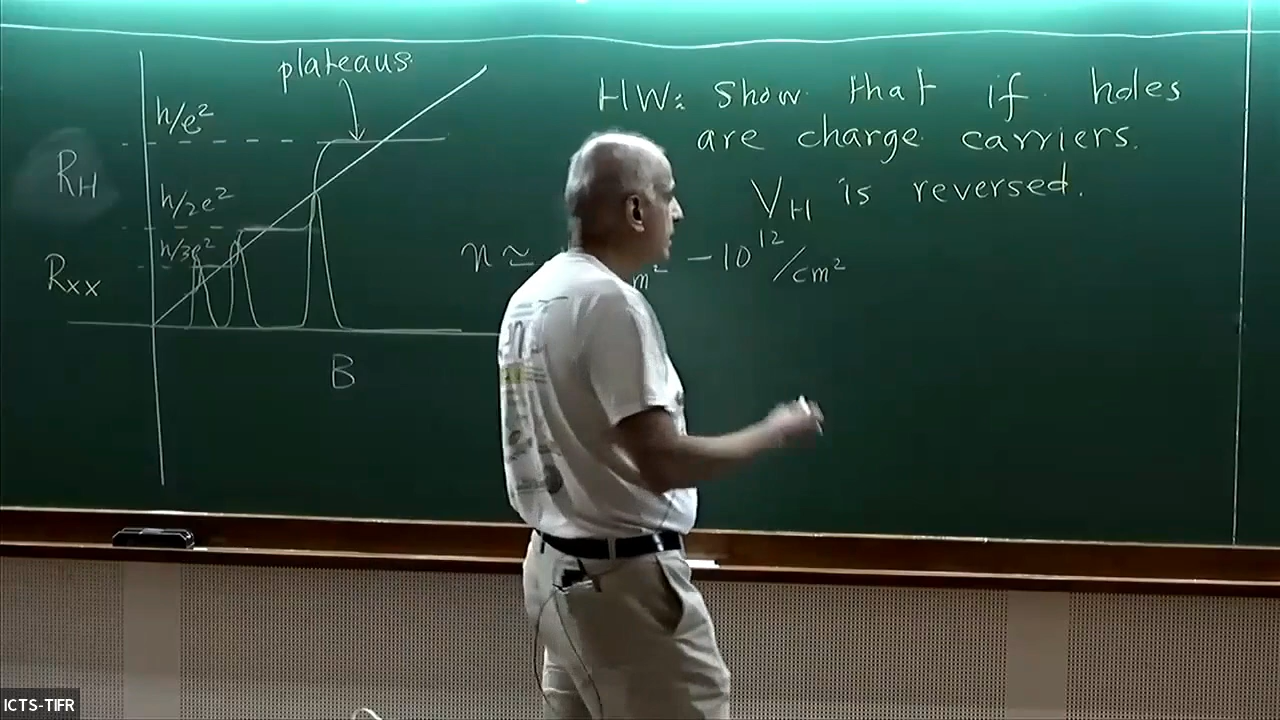 plateaus
h/e²
R_H
h/2e²
h/3e²
R_xx
B
HW: Show that if holes
are charge carriers.
V_H is reversed.
n ≃ m² – 10¹²/cm²
ICTS-TIFR